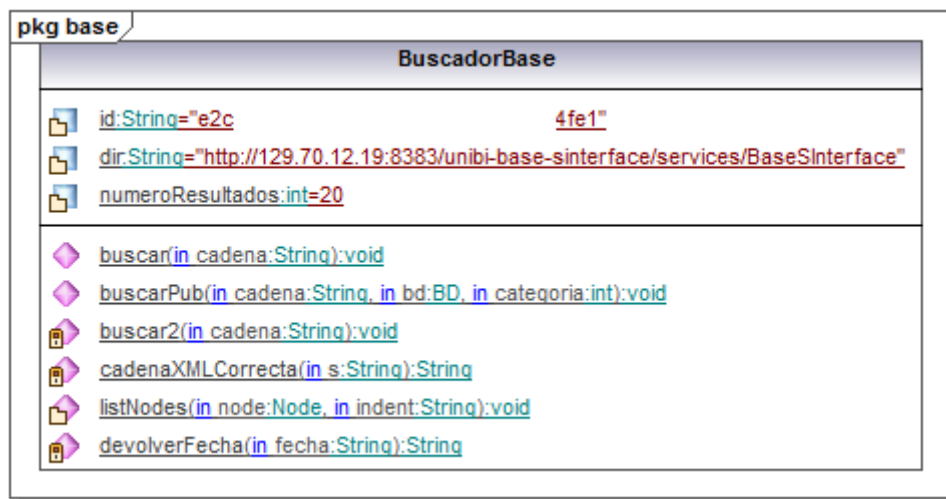 pkg base
BuscadorBase
id:String="e2c 4fe1"
dir:String="http://129.70.12.19:8383/unibi-base-sinterface/services/BaseSInterface"
numeroResultados:int=20
buscar(in cadena:String):void
buscarPub(in cadena:String, in bd:BD, in categoria:int):void
buscar2(in cadena:String):void
cadenaXMLCorrecta(in s:String):String
listNodes(in node:Node, in indent:String):void
devolverFecha(in fecha:String):String